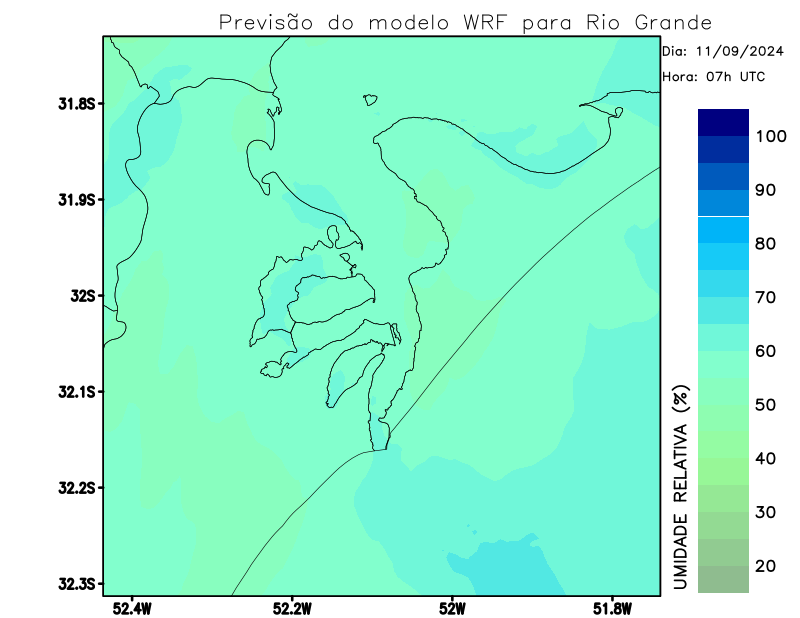 Previsão do modelo WRF para Rio Grande
Dia: 11/09/2024
Hora: 07h UTC
31.8S
31.9S
32S
32.1S
32.2S
32.3S
52.4W
52.2W
52W
51.8W
UMIDADE RELATIVA (%)
100
90
80
70
60
50
40
30
20